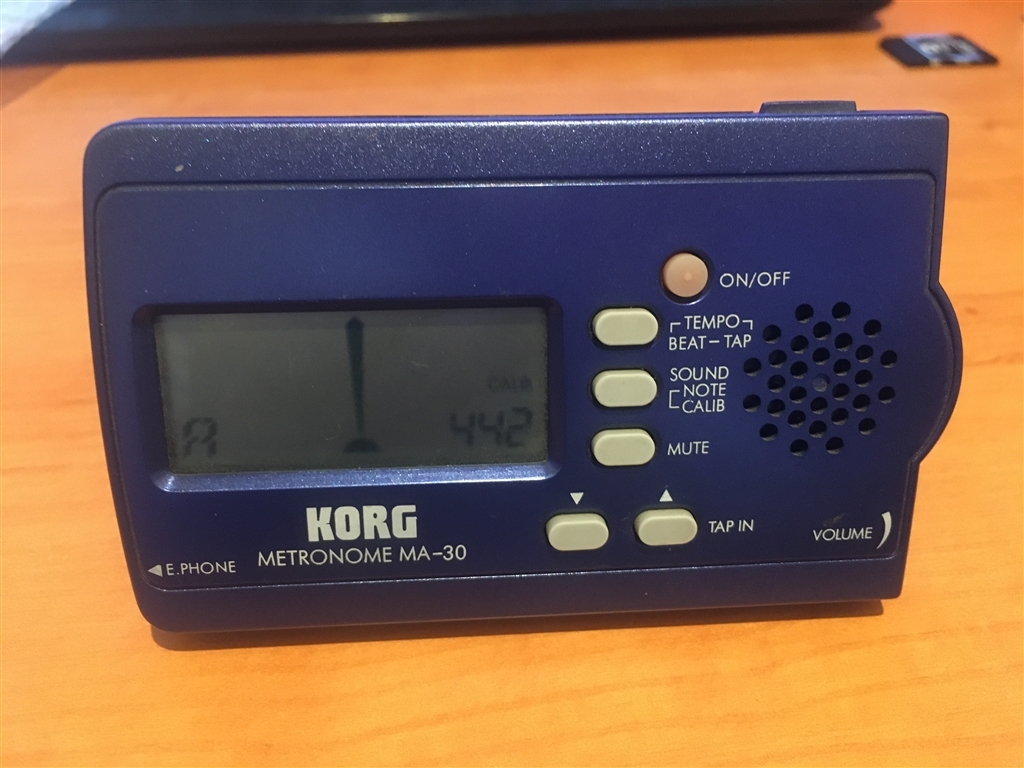 ON/OFF
TEMPO
BEAT – TAP
SOUND
NOTE
CALIB
CALIB
A
442
MUTE
▼ ▲
TAP IN
KORG
METRONOME MA-30
◀ E.PHONE
VOLUME